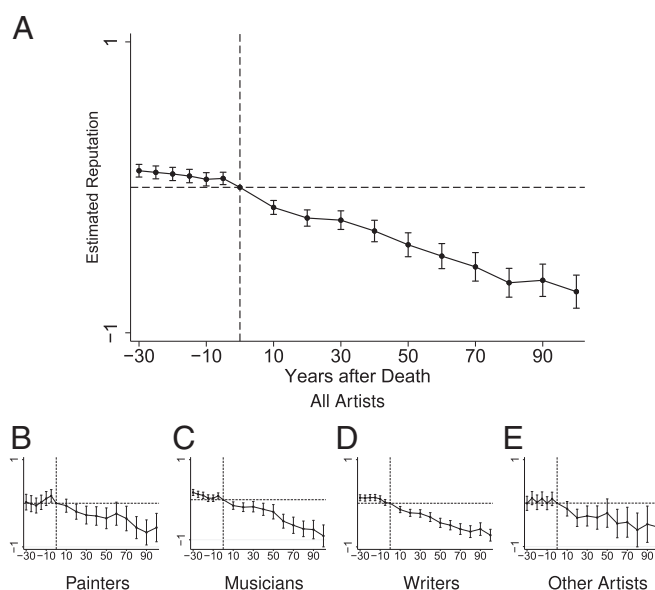 A
1
Estimated Reputation
−1
−30 −10 10 30 50 70 90
Years after Death
All Artists
B C D E
1 1 1 1
−1 −1 −1 −1
−30 −10 10 30 50 70 90 −30 −10 10 30 50 70 90 −30 −10 10 30 50 70 90 −30 −10 10 30 50 70 90
Painters Musicians Writers Other Artists